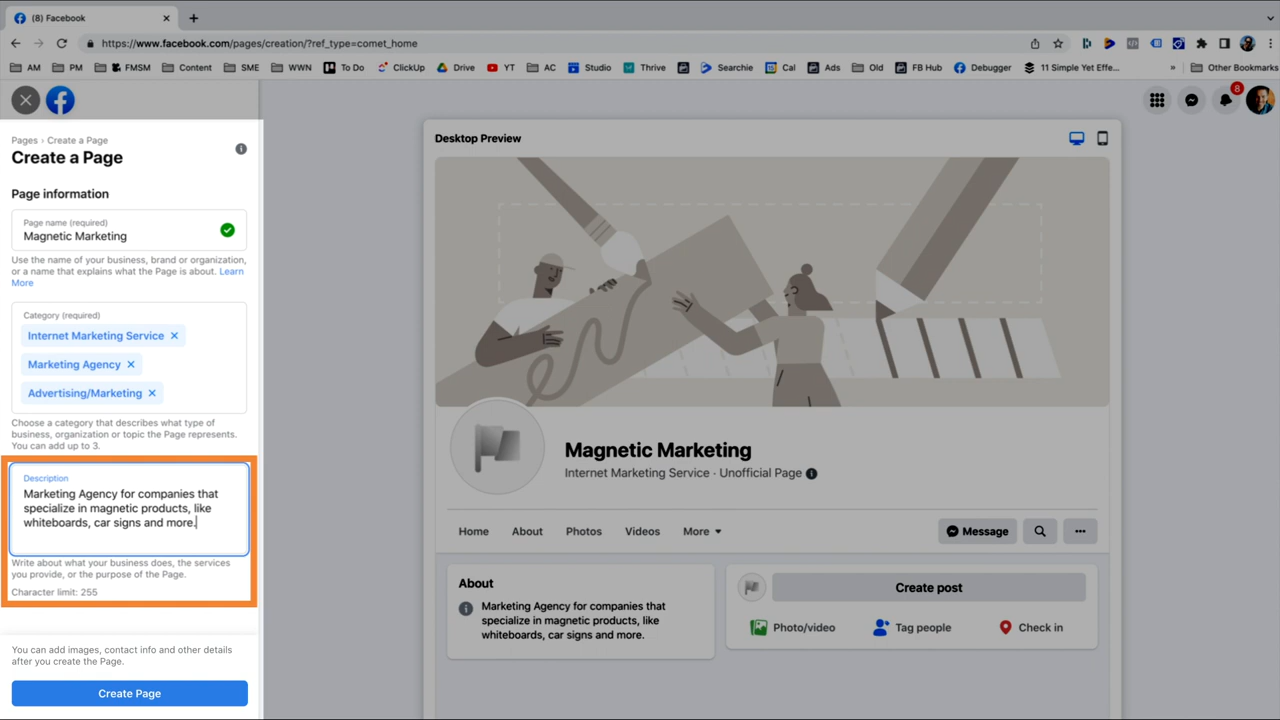 (8) Facebook
https://www.facebook.com/pages/creation/?ref_type=comet_home
AM PM FMSM Content SME WWN To Do ClickUp Drive YT AC Studio Thrive Searchie Cal Ads Old FB Hub Debugger 11 Simple Yet Effe... » Other Bookmarks
8
Pages › Create a Page
Create a Page
Page information
Page name (required)
Magnetic Marketing
Use the name of your business, brand or organization,
or a name that explains what the Page is about. Learn
More
Category (required)
Internet Marketing Service
Marketing Agency
Advertising/Marketing
Choose a category that describes what type of
business, organization or topic the Page represents.
You can add up to 3.
Description
Marketing Agency for companies that
specialize in magnetic products, like
whiteboards, car signs and more.
Write about what your business does, the services
you provide, or the purpose of the Page.
Character limit: 255
You can add images, contact info and other details
after you create the Page.
Create Page
Desktop Preview
Magnetic Marketing
Internet Marketing Service · Unofficial Page
Home About Photos Videos More
Message
About
Marketing Agency for companies that
specialize in magnetic products, like
whiteboards, car signs and more.
Create post
Photo/video Tag people Check in